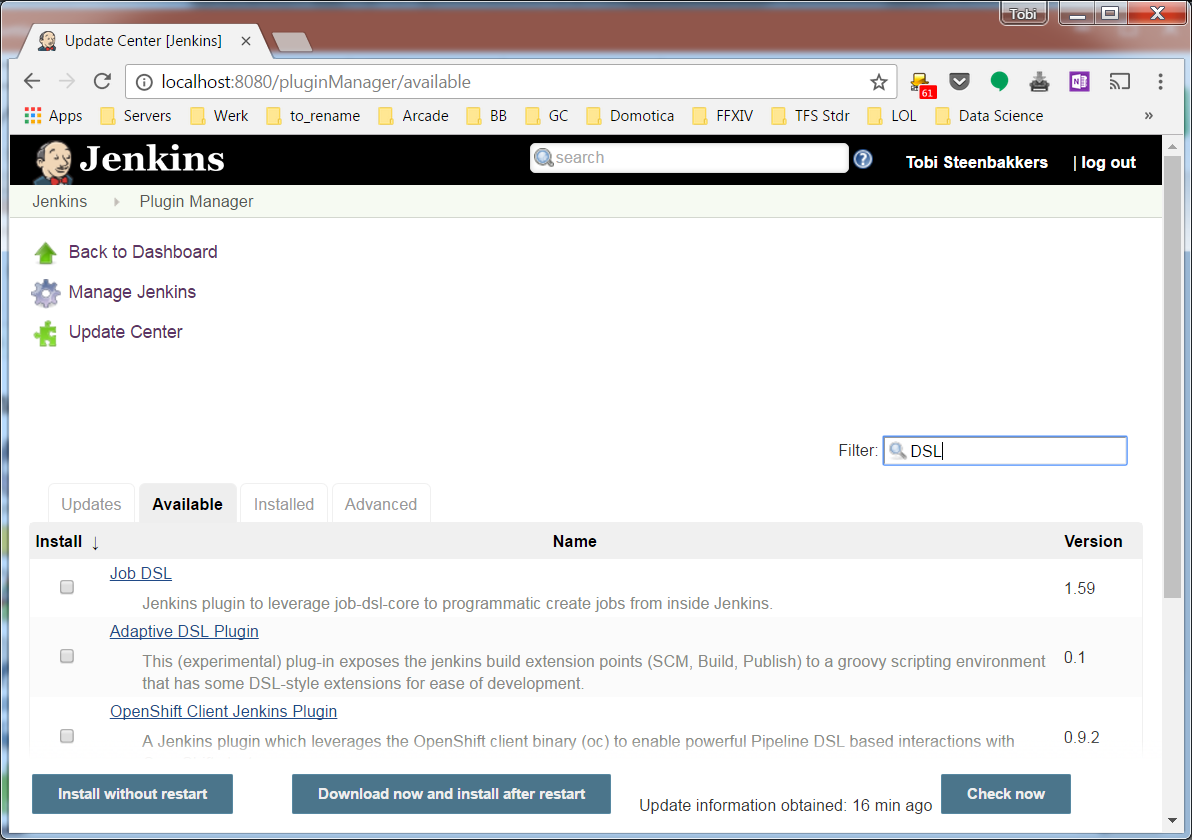 Tobi
Update Center [Jenkins]
localhost:8080/pluginManager/available
61
Apps Servers Werk to_rename Arcade BB GC Domotica FFXIV TFS Stdr LOL Data Science »
Jenkins
search
Tobi Steenbakkers | log out
Jenkins Plugin Manager
Back to Dashboard
Manage Jenkins
Update Center
Filter: DSL
Updates Available Installed Advanced
Install ↓ Name Version
Job DSL
Jenkins plugin to leverage job-dsl-core to programmatic create jobs from inside Jenkins.
1.59
Adaptive DSL Plugin
This (experimental) plug-in exposes the jenkins build extension points (SCM, Build, Publish) to a groovy scripting environment
that has some DSL-style extensions for ease of development.
0.1
OpenShift Client Jenkins Plugin
A Jenkins plugin which leverages the OpenShift client binary (oc) to enable powerful Pipeline DSL based interactions with
0.9.2
Install without restart Download now and install after restart Update information obtained: 16 min ago Check now